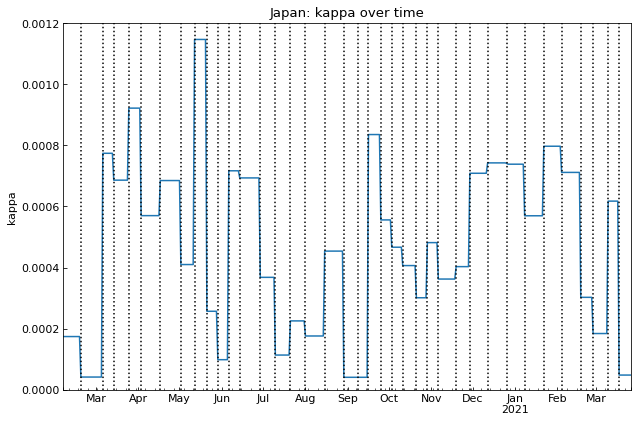 Japan: kappa over time
0.0012
0.0010
0.0008
0.0006
0.0004
0.0002
0.0000
kappa
Mar Apr May Jun Jul Aug Sep Oct Nov Dec Jan Feb Mar
2021